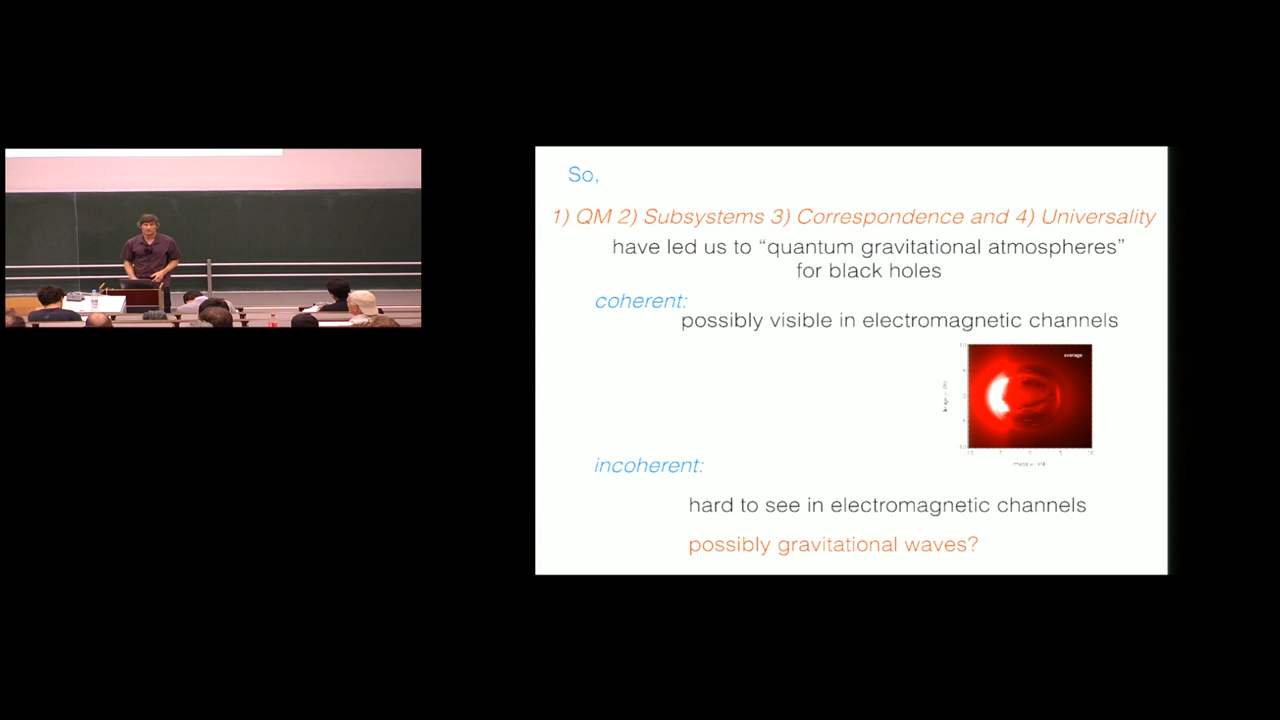 So,
1) QM 2) Subsystems 3) Correspondence and 4) Universality
have led us to “quantum gravitational atmospheres”
for black holes
coherent:
possibly visible in electromagnetic channels
average
incoherent:
hard to see in electromagnetic channels
possibly gravitational waves?